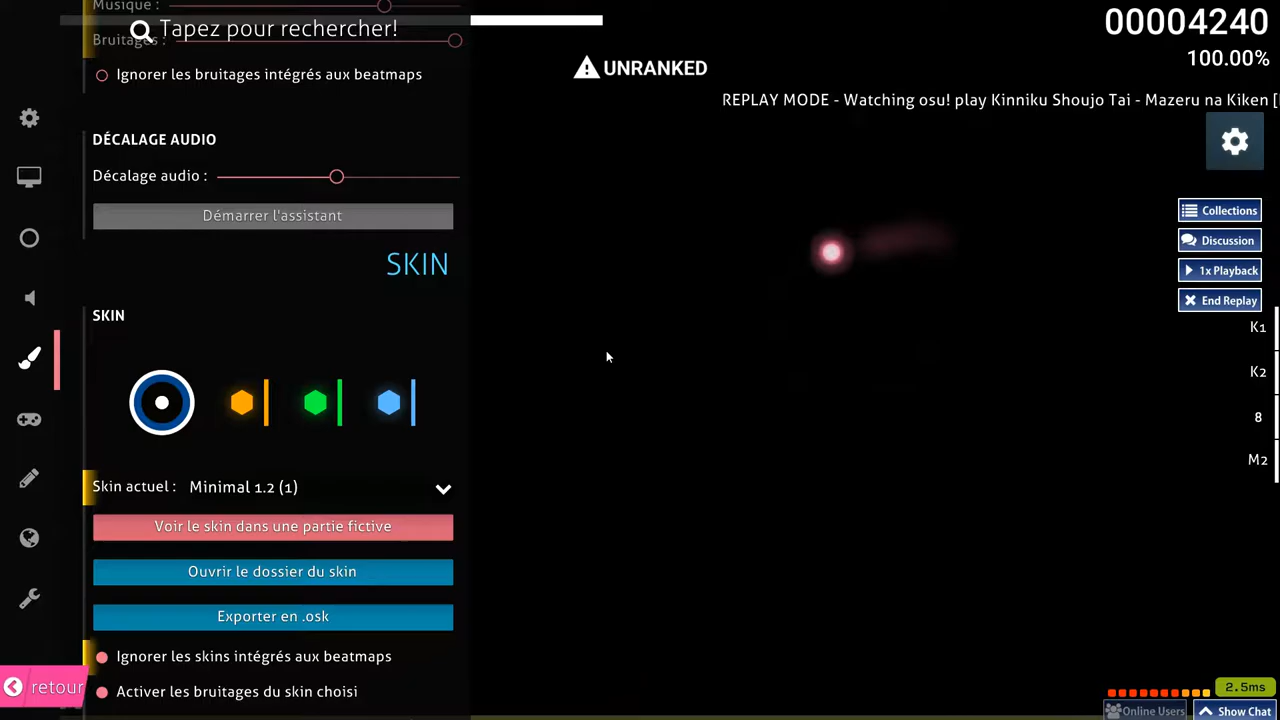 Musique :
Tapez pour rechercher!
Bruitages :
Ignorer les bruitages intégrés aux beatmaps
DÉCALAGE AUDIO
Décalage audio :
Démarrer l'assistant
SKIN
SKIN
Skin actuel : Minimal 1.2 (1)
Voir le skin dans une partie fictive
Ouvrir le dossier du skin
Exporter en .osk
Ignorer les skins intégrés aux beatmaps
Activer les bruitages du skin choisi
retour
UNRANKED
00004240
100.00%
REPLAY MODE - Watching osu! play Kinniku Shoujo Tai - Mazeru na Kiken [
Collections
Discussion
1x Playback
End Replay
K1
K2
8
M2
2.5ms
Online Users
Show Chat